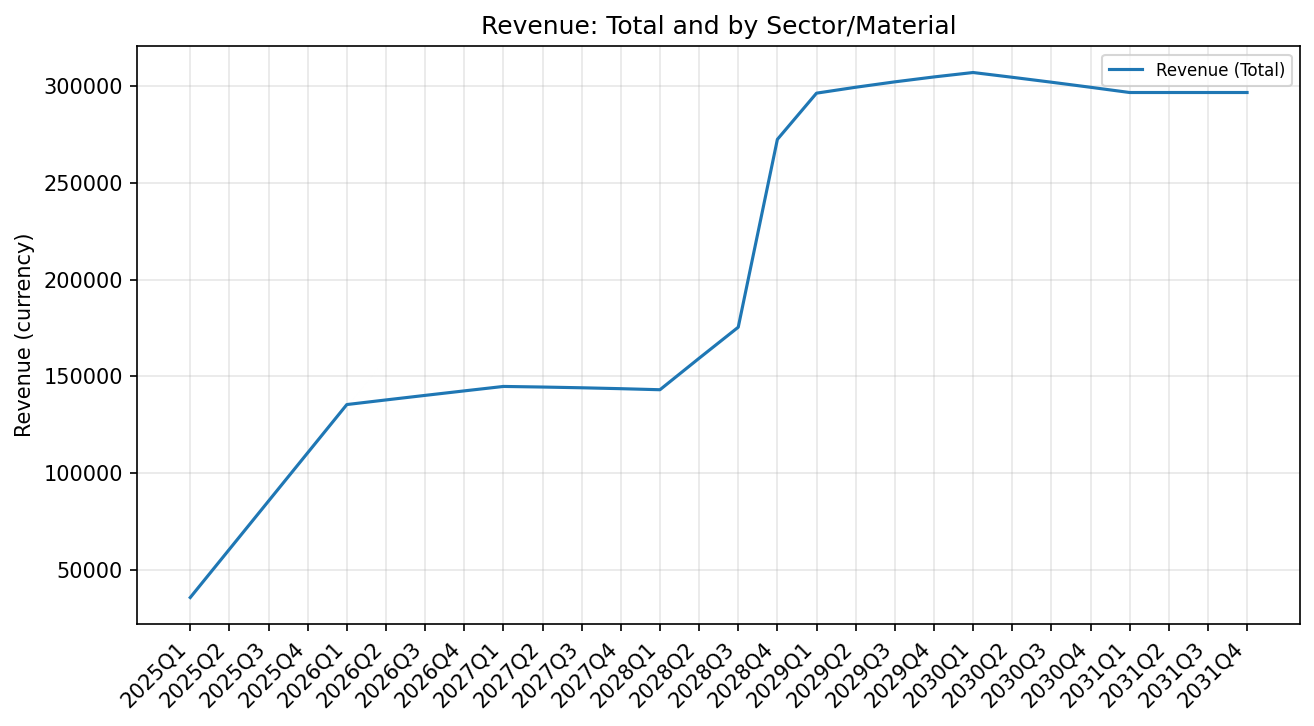 Revenue: Total and by Sector/Material
Revenue (Total)
Revenue (currency)
300000
250000
200000
150000
100000
50000
2025Q1
2025Q2
2025Q3
2025Q4
2026Q1
2026Q2
2026Q3
2026Q4
2027Q1
2027Q2
2027Q3
2027Q4
2028Q1
2028Q2
2028Q3
2028Q4
2029Q1
2029Q2
2029Q3
2029Q4
2030Q1
2030Q2
2030Q3
2030Q4
2031Q1
2031Q2
2031Q3
2031Q4